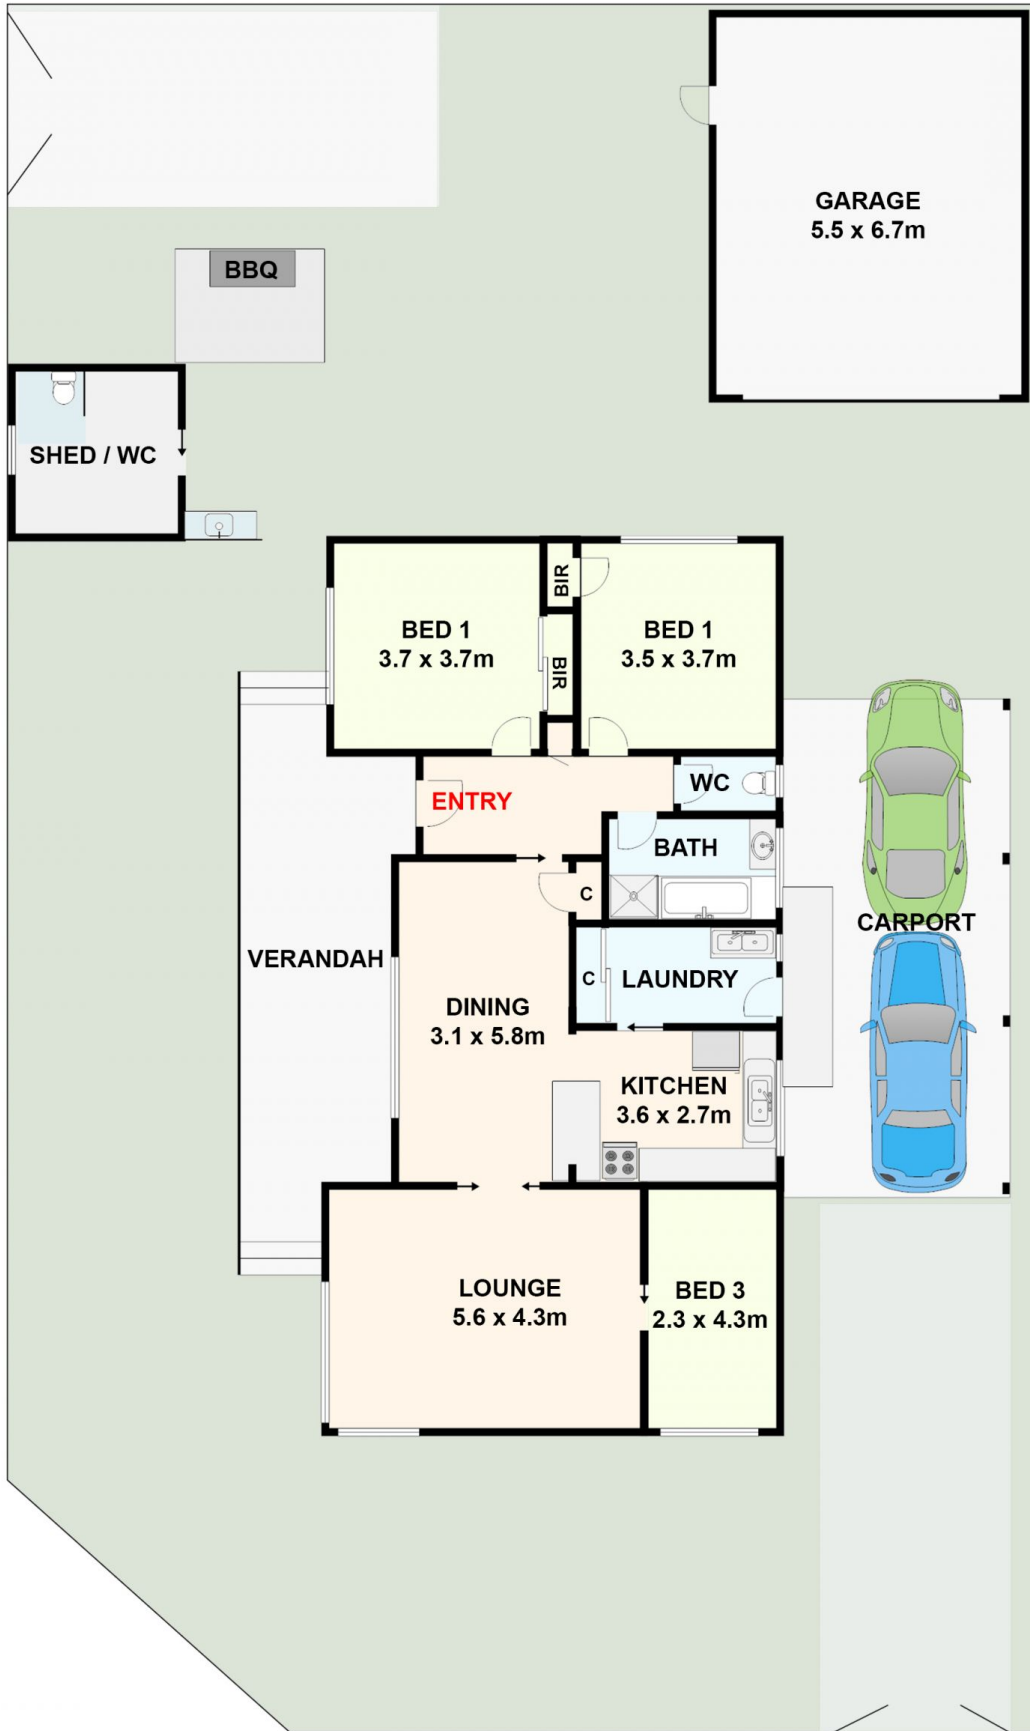 GARAGE
5.5 x 6.7m
BBQ
SHED / WC
BED 1
3.7 x 3.7m
BIR
BIR
BED 1
3.5 x 3.7m
ENTRY
WC
BATH
C
VERANDAH
DINING
3.1 x 5.8m
C
LAUNDRY
CARPORT
KITCHEN
3.6 x 2.7m
LOUNGE
5.6 x 4.3m
BED 3
2.3 x 4.3m